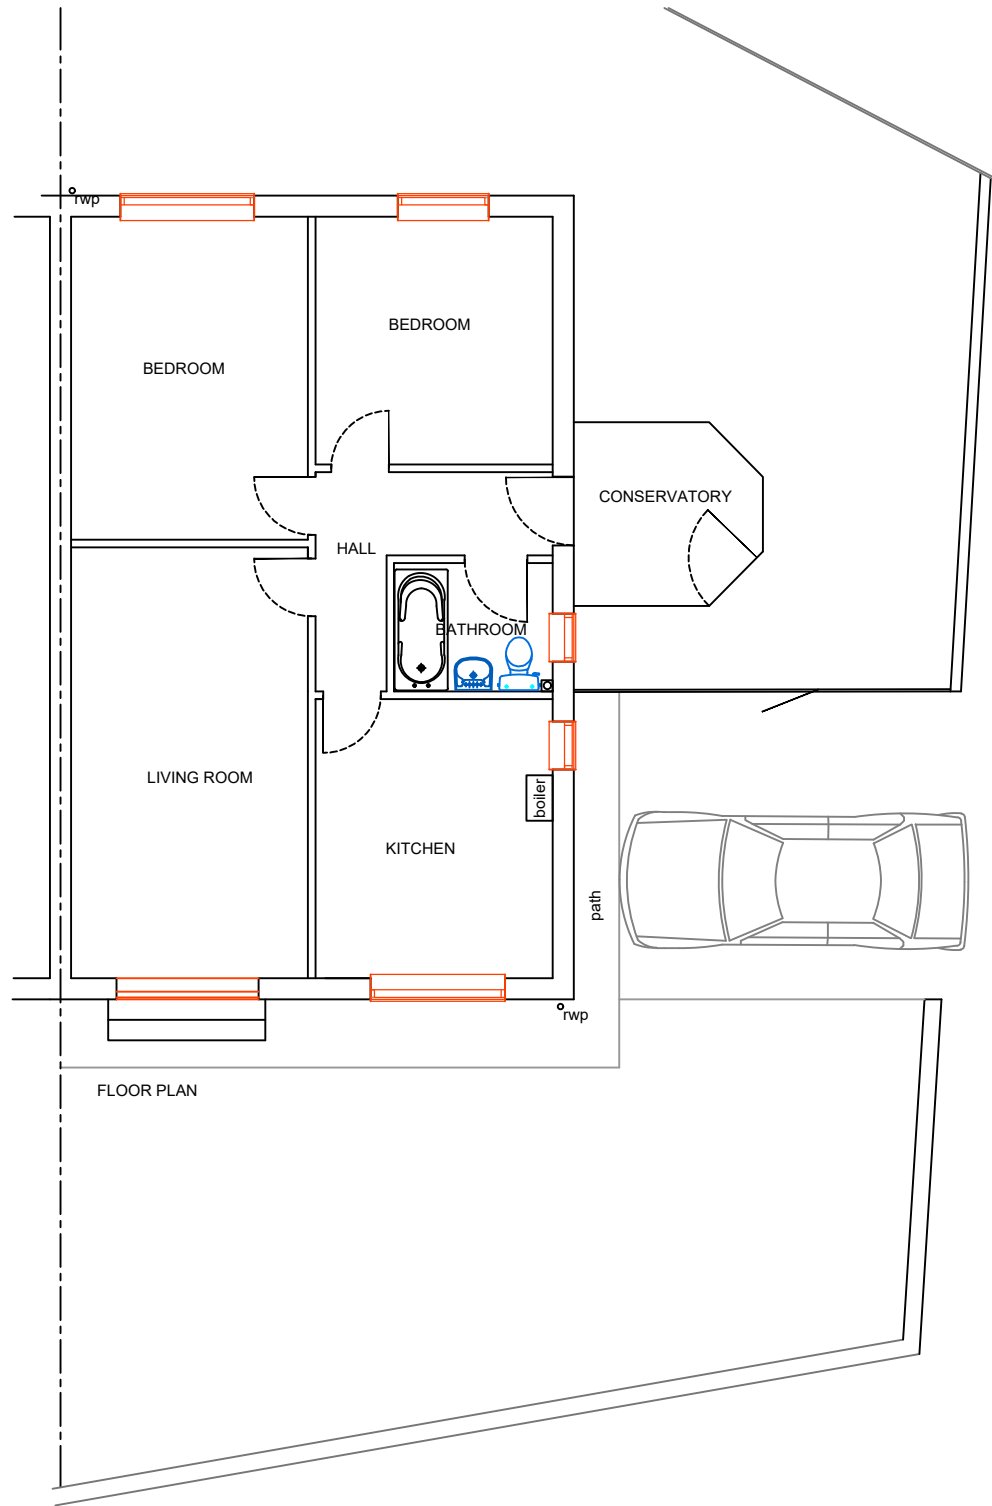 rwp
BEDROOM
BEDROOM
CONSERVATORY
HALL
BATHROOM
LIVING ROOM
boiler
KITCHEN
path
rwp
FLOOR PLAN